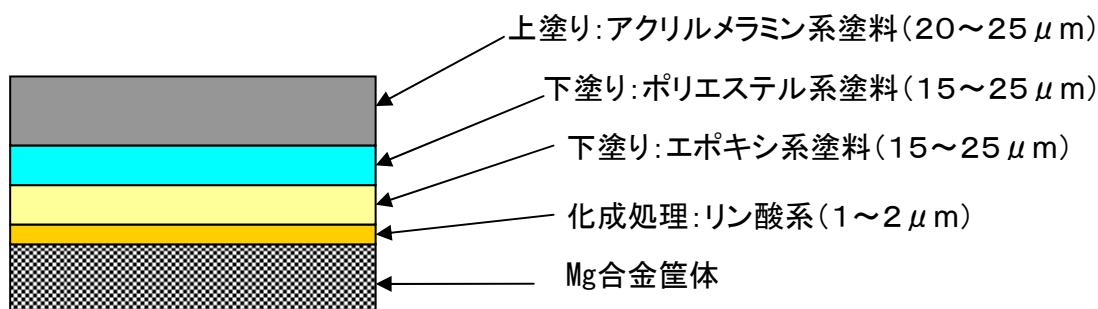 上塗り：アクリルメラミン系塗料（２０～２５μｍ）
下塗り：ポリエステル系塗料（１５～２５μｍ）
下塗り：エポキシ系塗料（１５～２５μｍ）
化成処理：リン酸系（１～２μｍ）
Mg合金筐体